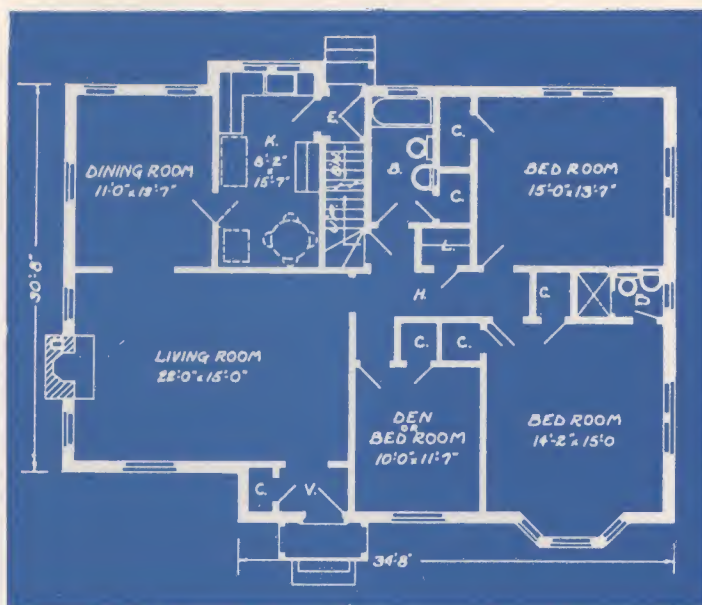 E.
C.
K.
8'-2"
x
15'-7"
DINING ROOM
11'-0" x 13'-7"
B.
BED ROOM
15'-0" x 13'-7"
C.
L.
30'-8"
H.
C.
LIVING ROOM
22'-0" x 15'-0"
C.
C.
DEN
OR
BED ROOM
10'-0" x 11'-7"
BED ROOM
14'-2" x 15'-0
C.
V.
34'-8"